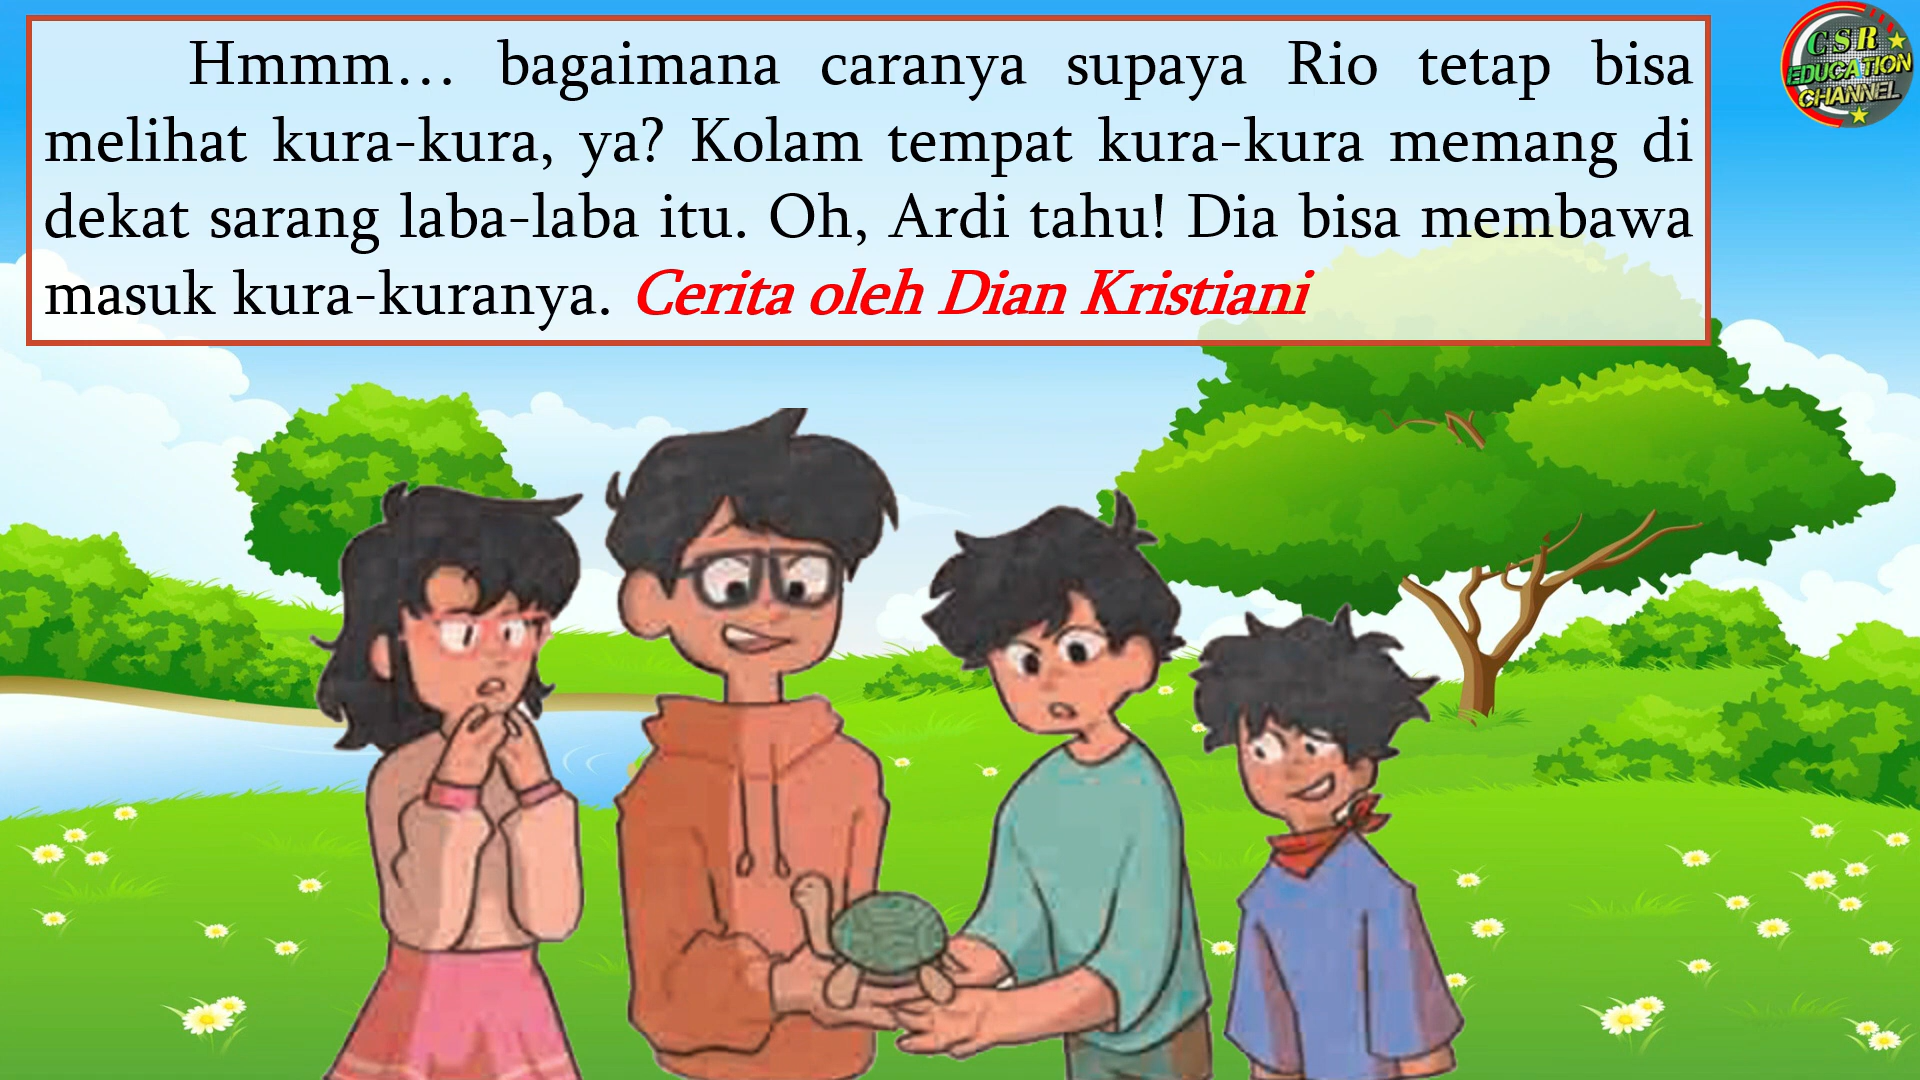 Hmmm… bagaimana caranya supaya Rio tetap bisa
melihat kura-kura, ya? Kolam tempat kura-kura memang di
dekat sarang laba-laba itu. Oh, Ardi tahu! Dia bisa membawa
masuk kura-kuranya. Cerita oleh Dian Kristiani
CSR
EDUCATION
CHANNEL